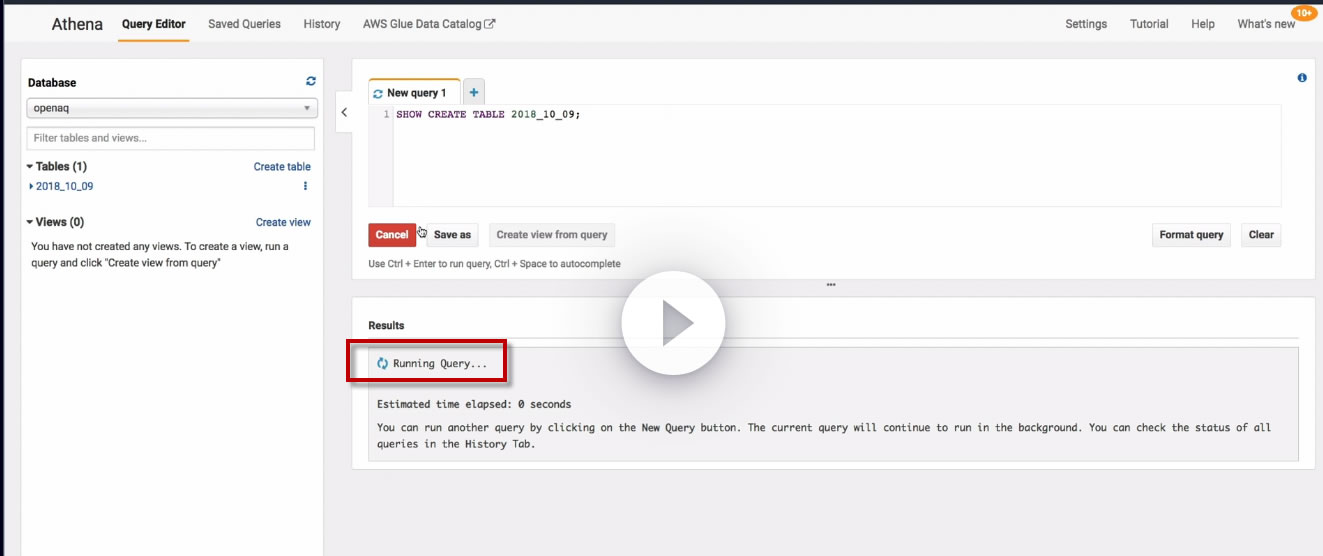 Athena Query Editor Saved Queries History AWS Glue Data Catalog Settings Tutorial Help What's new 10+
Database
openaq
Filter tables and views...
Tables (1) Create table
2018_10_09
Views (0) Create view
You have not created any views. To create a view, run a
query and click "Create view from query"
New query 1 +
1 SHOW CREATE TABLE 2018_10_09;
Cancel Save as Create view from query Format query Clear
Use Ctrl + Enter to run query, Ctrl + Space to autocomplete
Results
Running Query...
Estimated time elapsed: 0 seconds
You can run another query by clicking on the New Query button. The current query will continue to run in the background. You can check the status of all
queries in the History Tab.